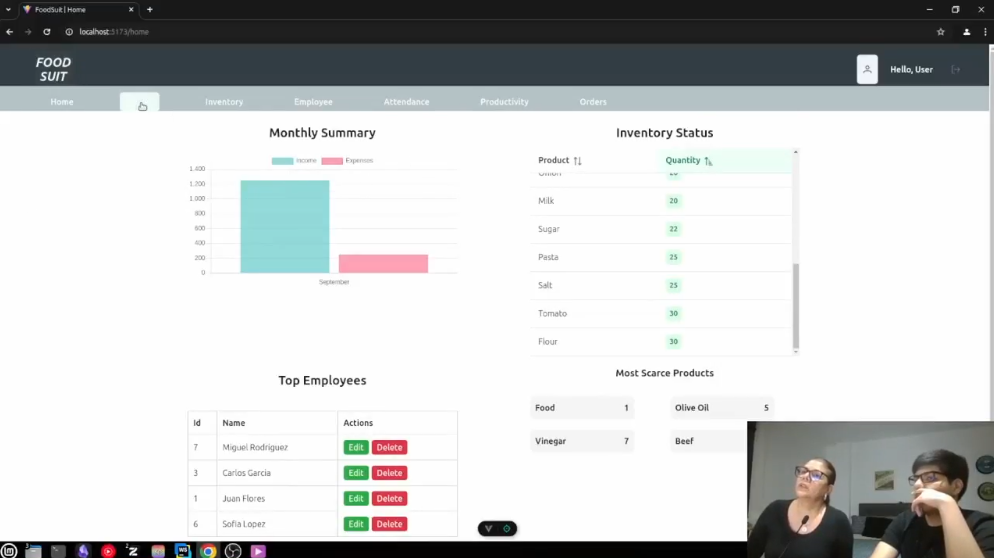 FoodSuit | Home
localhost:5173/home
FOOD
SUIT
Hello, User
Home
Inventory
Employee
Attendance
Productivity
Orders
Monthly Summary
Income
Expenses
1.400
1.200
1.000
800
600
400
200
0
September
Inventory Status
Product
Quantity
Onion 20
Milk 20
Sugar 22
Pasta 25
Salt 25
Tomato 30
Flour 30
Top Employees
Id Name Actions
7 Miguel Rodriguez Edit Delete
3 Carlos Garcia Edit Delete
1 Juan Flores Edit Delete
6 Sofia Lopez Edit Delete
Most Scarce Products
Food 1
Olive Oil 5
Vinegar 7
Beef